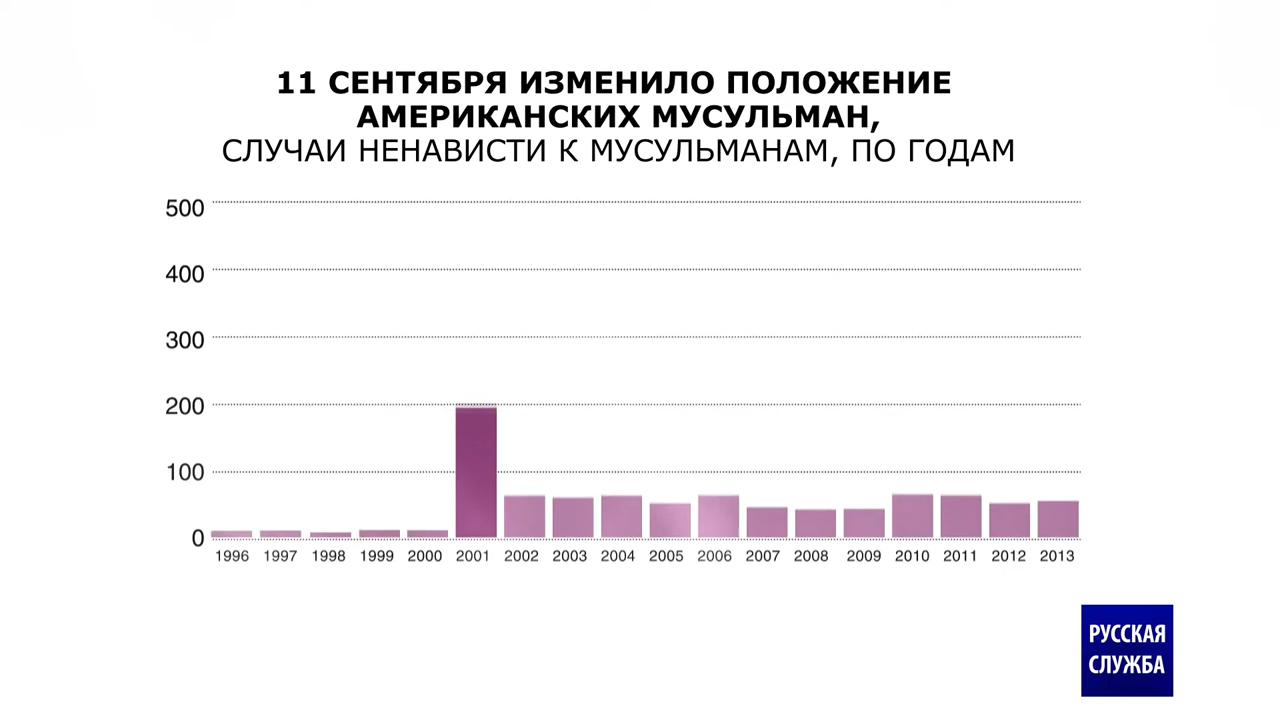 11 СЕНТЯБРЯ ИЗМЕНИЛО ПОЛОЖЕНИЕ
АМЕРИКАНСКИХ МУСУЛЬМАН,
СЛУЧАИ НЕНАВИСТИ К МУСУЛЬМАНАМ, ПО ГОДАМ
500
400
300
200
100
0
1996 1997 1998 1999 2000 2001 2002 2003 2004 2005 2006 2007 2008 2009 2010 2011 2012 2013
РУССКАЯ
СЛУЖБА